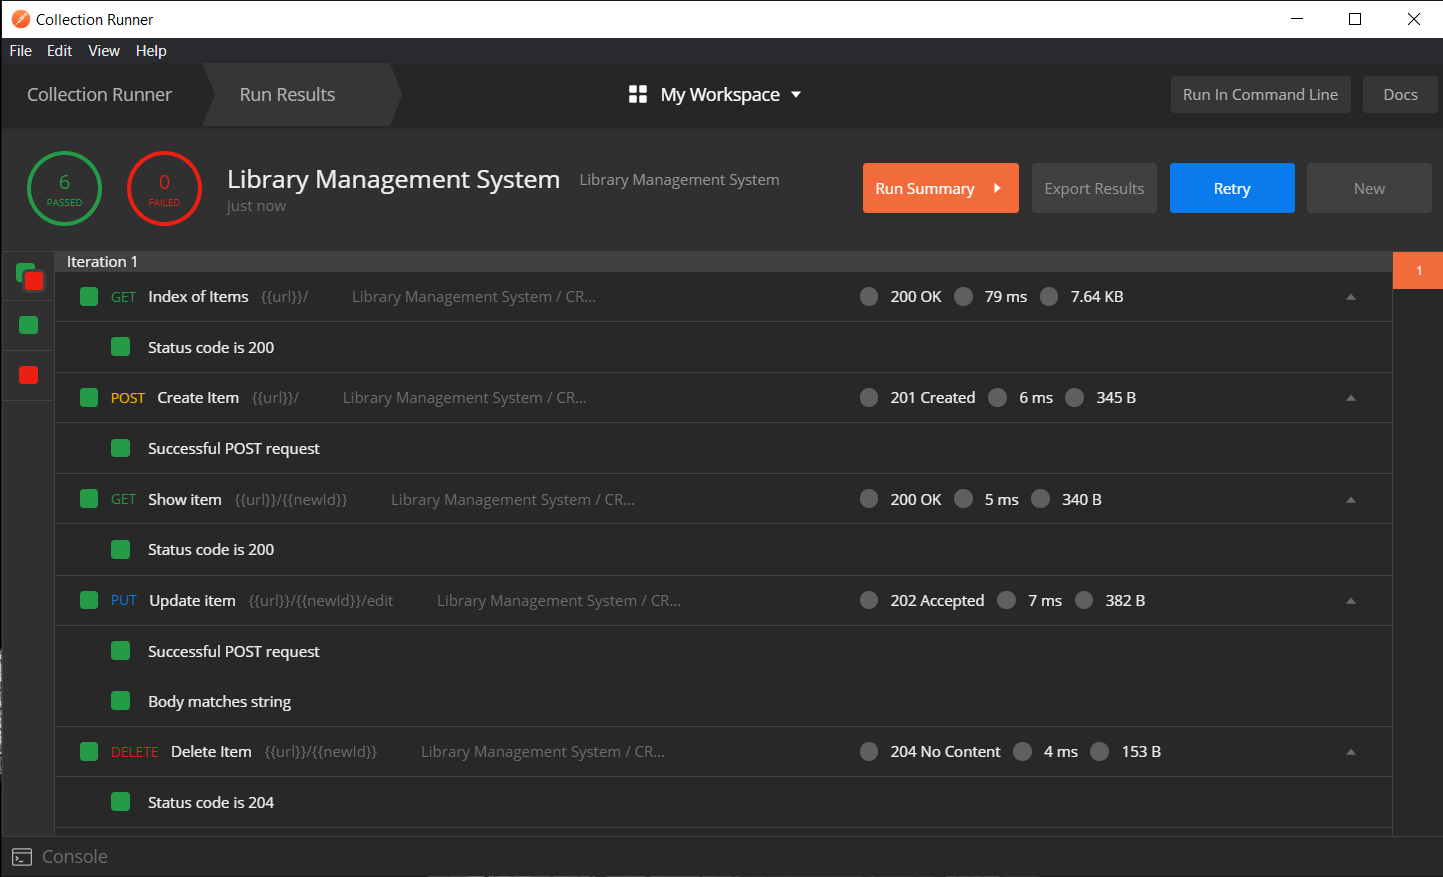 Collection Runner
File Edit View Help
Collection Runner Run Results My Workspace Run In Command Line Docs
6 PASSED 0 FAILED Library Management System Library Management System Run Summary Export Results Retry New
just now
Iteration 1 1
GET Index of Items {{url}}/ Library Management System / CR... 200 OK 79 ms 7.64 KB
Status code is 200
POST Create Item {{url}}/ Library Management System / CR... 201 Created 6 ms 345 B
Successful POST request
GET Show item {{url}}/{{newId}} Library Management System / CR... 200 OK 5 ms 340 B
Status code is 200
PUT Update item {{url}}/{{newId}}/edit Library Management System / CR... 202 Accepted 7 ms 382 B
Successful POST request
Body matches string
DELETE Delete Item {{url}}/{{newId}} Library Management System / CR... 204 No Content 4 ms 153 B
Status code is 204
Console